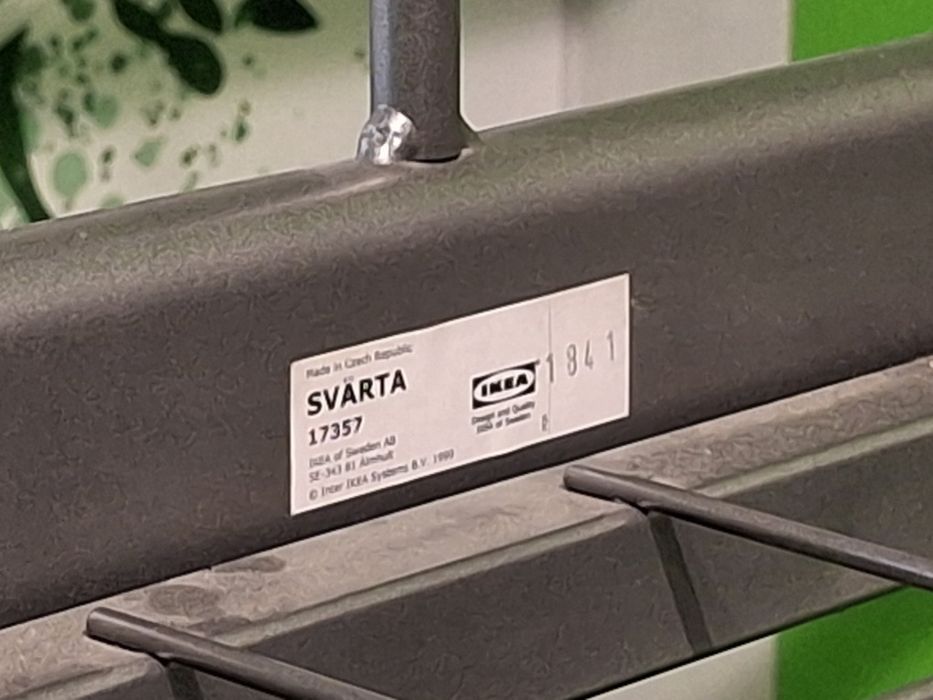 Made in Czech Republic
SVÄRTA
17357
IKEA of Sweden AB
SE-343 81 Älmhult
© Inter IKEA Systems B.V. 1999
IKEA
Design and Quality
IKEA of Sweden
1841